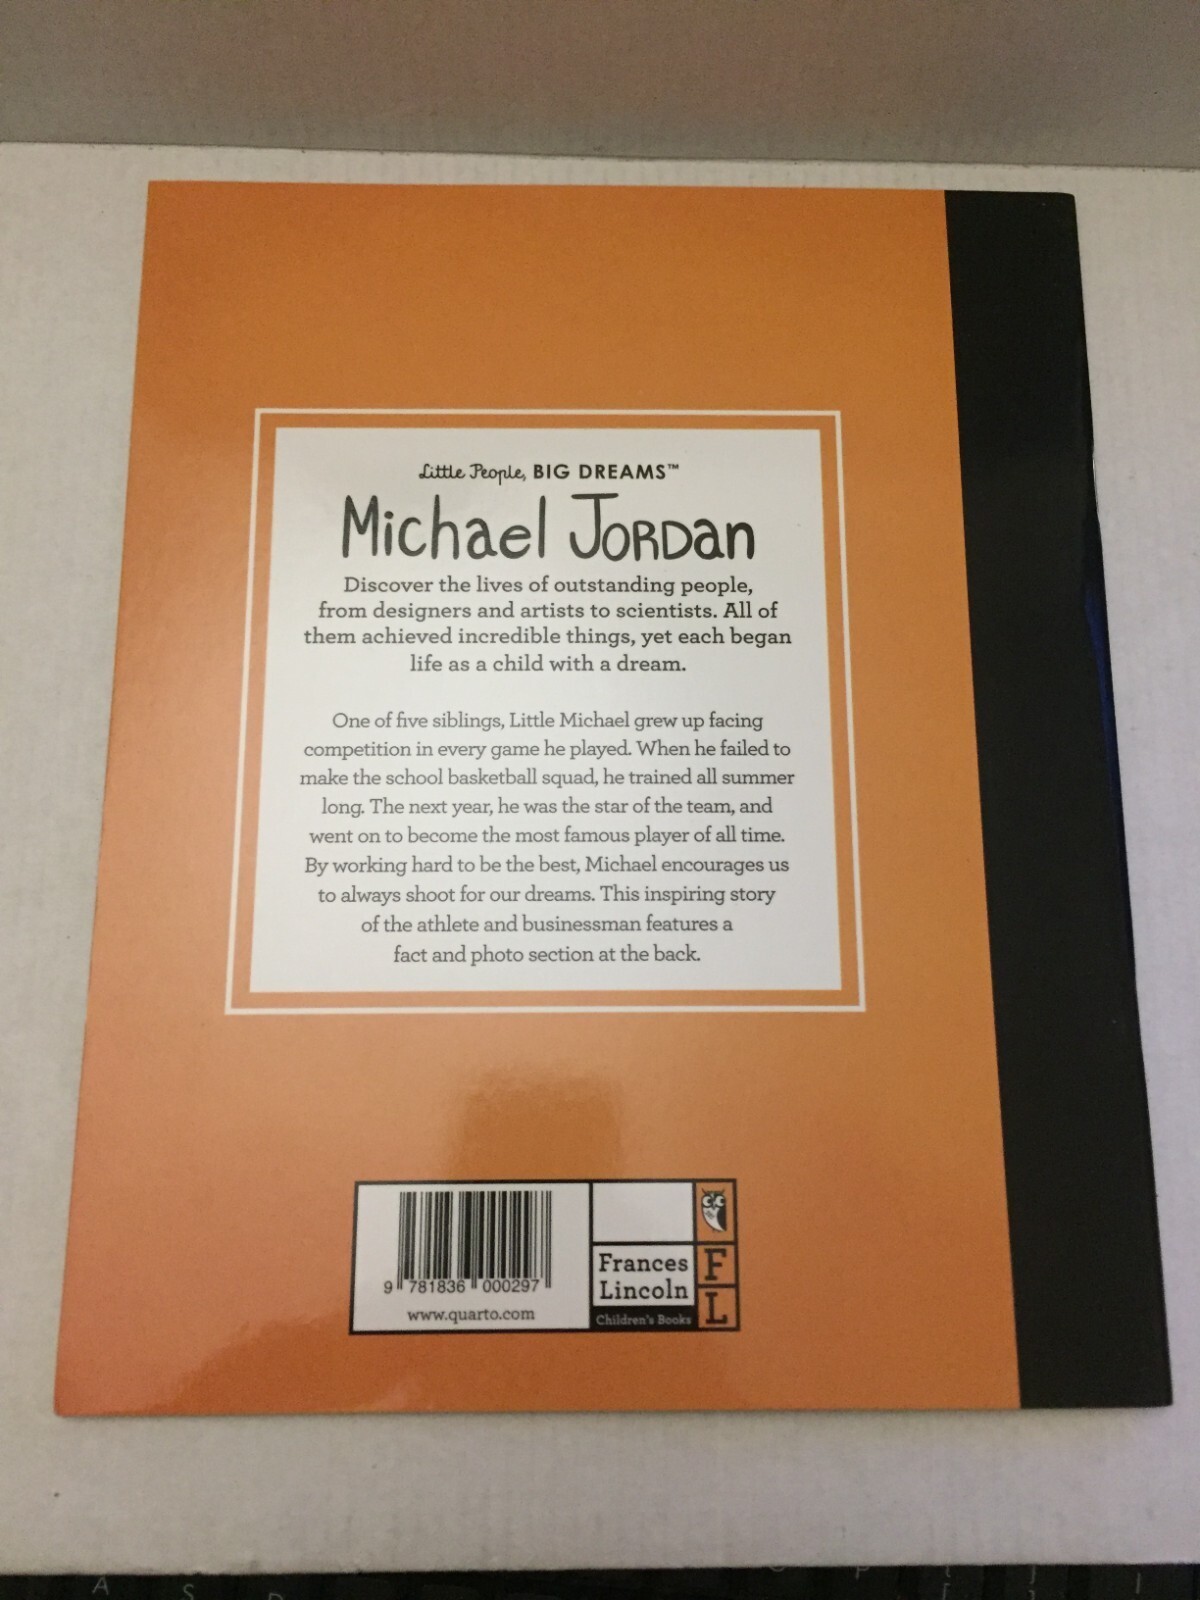 Little People, BIG DREAMS™
Michael Jordan
Discover the lives of outstanding people,
from designers and artists to scientists. All of
them achieved incredible things, yet each began
life as a child with a dream.
One of five siblings, Little Michael grew up facing
competition in every game he played. When he failed to
make the school basketball squad, he trained all summer
long. The next year, he was the star of the team, and
went on to become the most famous player of all time.
By working hard to be the best, Michael encourages us
to always shoot for our dreams. This inspiring story
of the athlete and businessman features a
fact and photo section at the back.
9 781836 000297
www.quarto.com
Frances
Lincoln
Children's Books
F
L
A S D